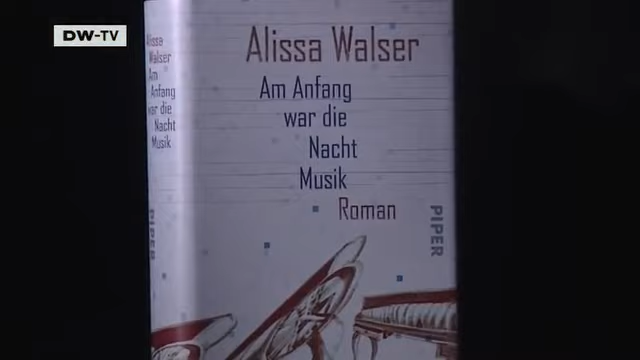 DW-TV
Alissa
Walser
Am
Anfang
war die
Nacht
Musik
PIPER
Alissa Walser
Am Anfang
war die
Nacht
Musik
Roman
PIPER